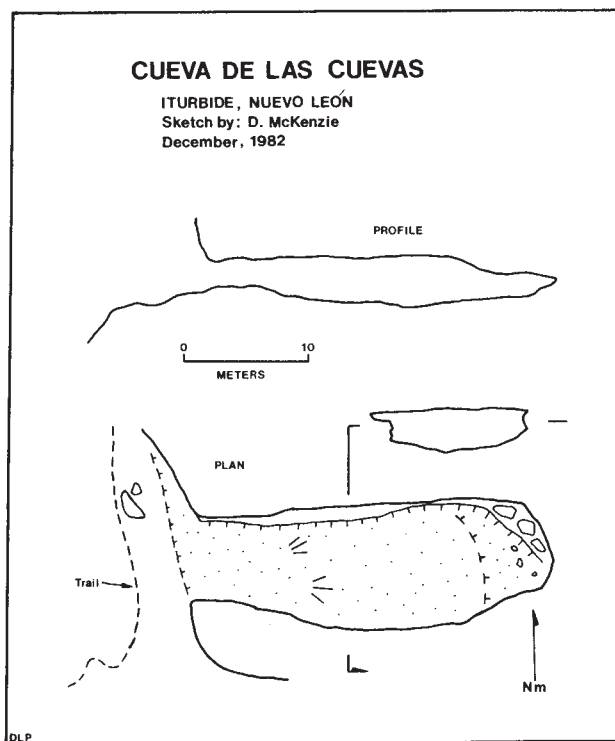 CUEVA DE LAS CUEVAS
ITURBIDE, NUEVO LEÓN
Sketch by: D. McKenzie
December, 1982
PROFILE
0 10
METERS
PLAN
Trail
Nm
DLP